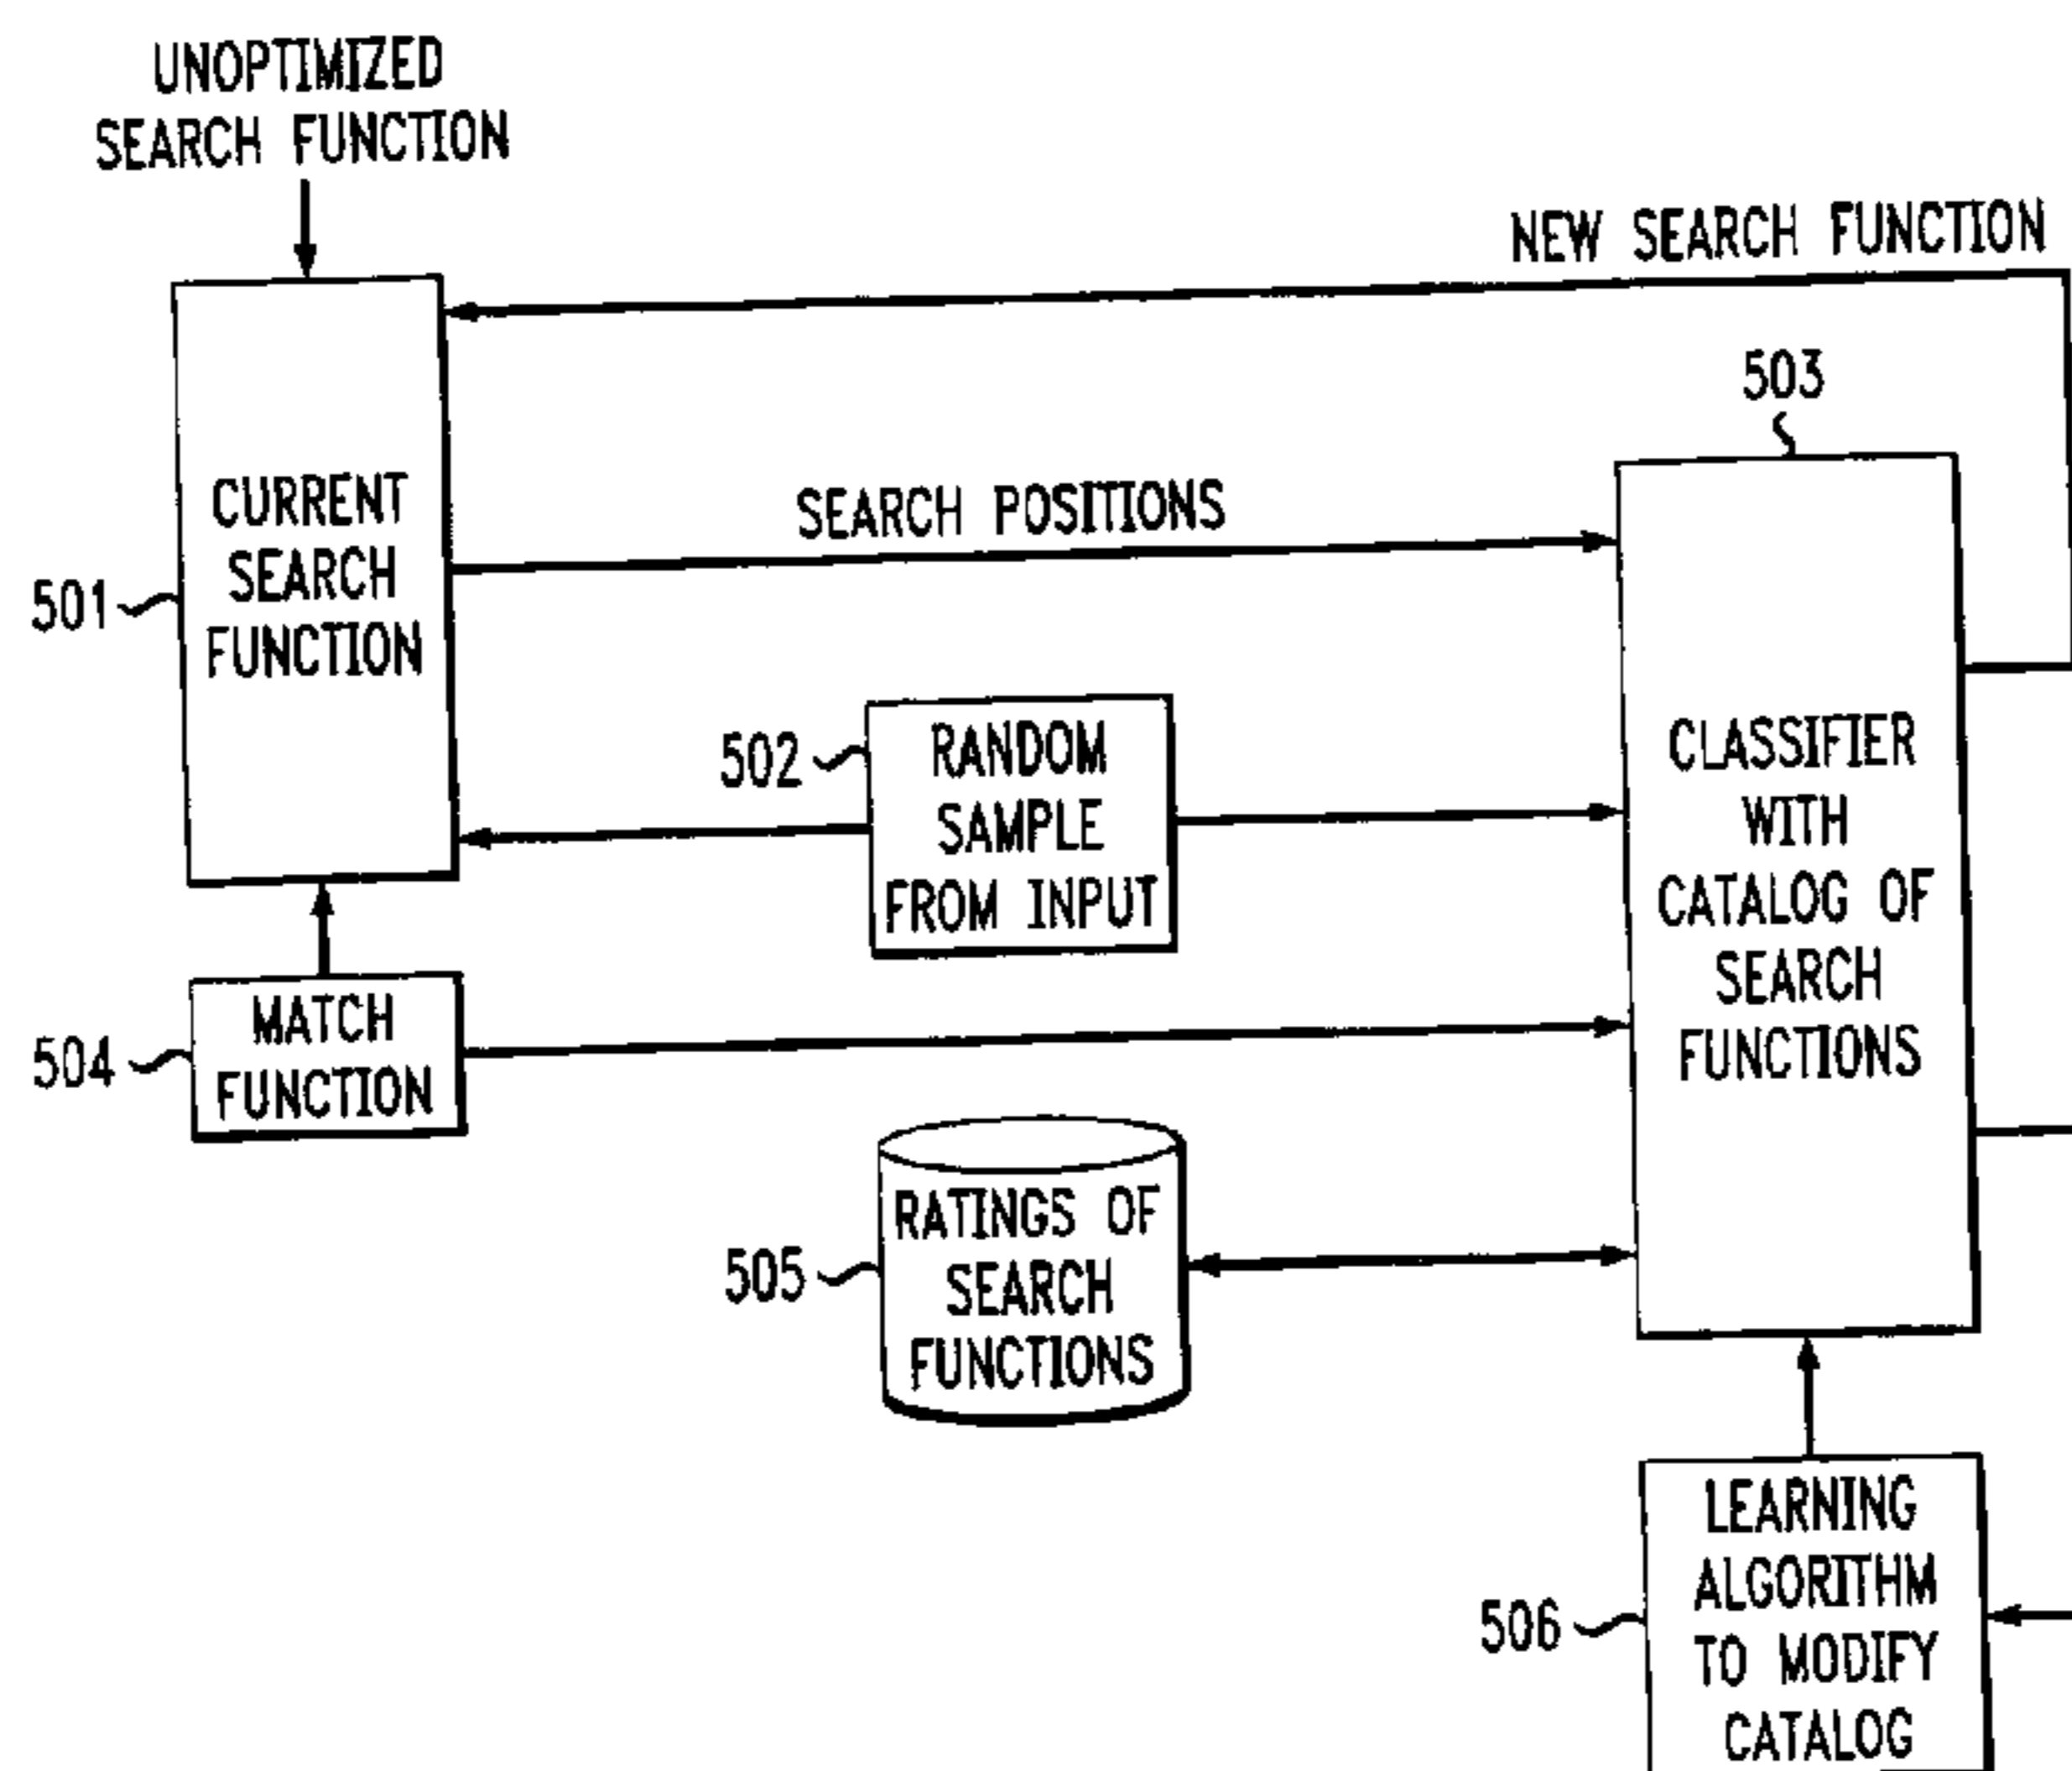 UNOPTIMIZED
SEARCH FUNCTION
NEW SEARCH FUNCTION
503
CURRENT
SEARCH
FUNCTION
501
SEARCH POSITIONS
502
RANDOM
SAMPLE
FROM INPUT
CLASSIFIER
WITH
CATALOG OF
SEARCH
FUNCTIONS
504
MATCH
FUNCTION
505
RATINGS OF
SEARCH
FUNCTIONS
506
LEARNING
ALGORITHM
TO MODIFY
CATALOG